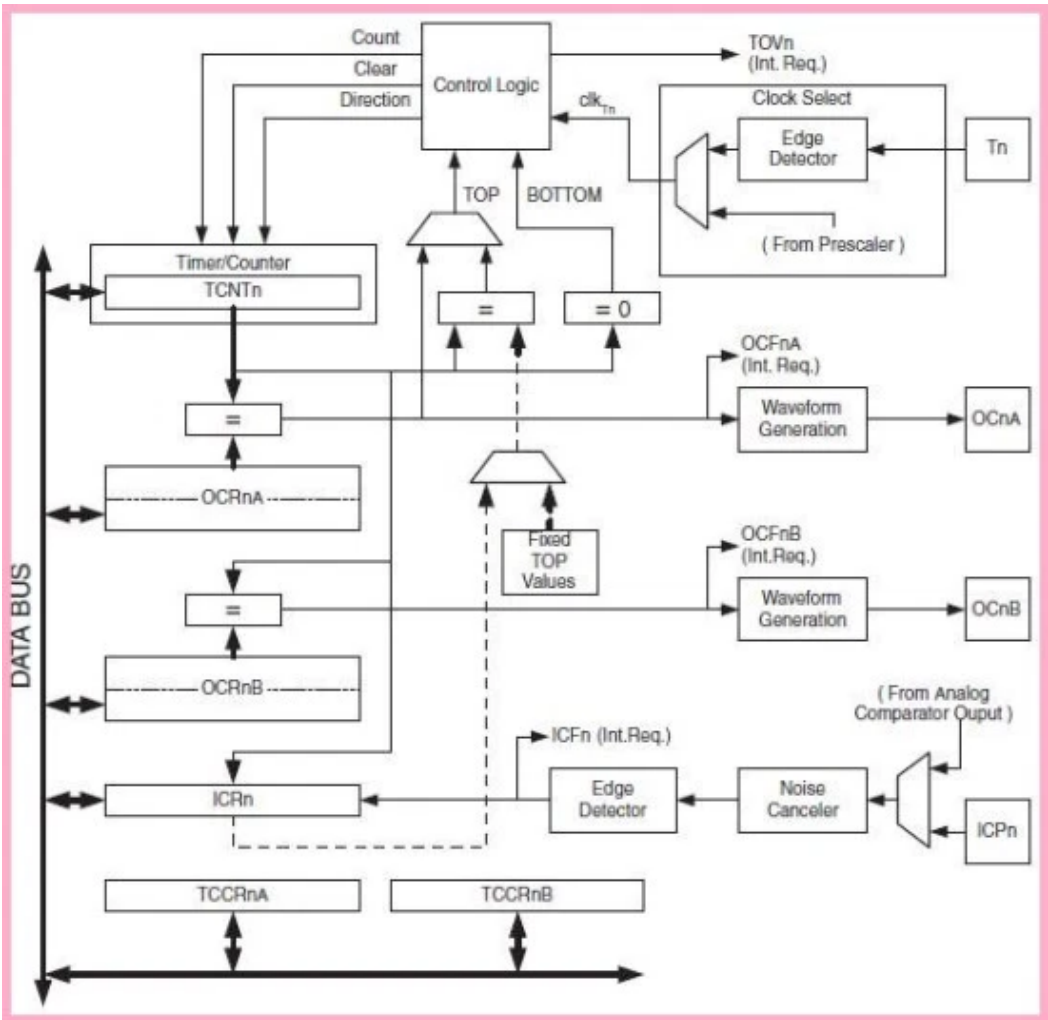 Count
Clear
Direction
Control Logic
TOVn
(Int. Req.)
clkTn
Clock Select
Edge
Detector
Tn
( From Prescaler )
TOP
BOTTOM
Timer/Counter
TCNTn
=
= 0
OCFnA
(Int. Req.)
=
Waveform
Generation
OCnA
OCRnA
Fixed
TOP
Values
OCFnB
(Int.Req.)
=
Waveform
Generation
OCnB
OCRnB
DATA BUS
( From Analog
Comparator Ouput )
ICFn (Int.Req.)
ICRn
Edge
Detector
Noise
Canceler
ICPn
TCCRnA
TCCRnB